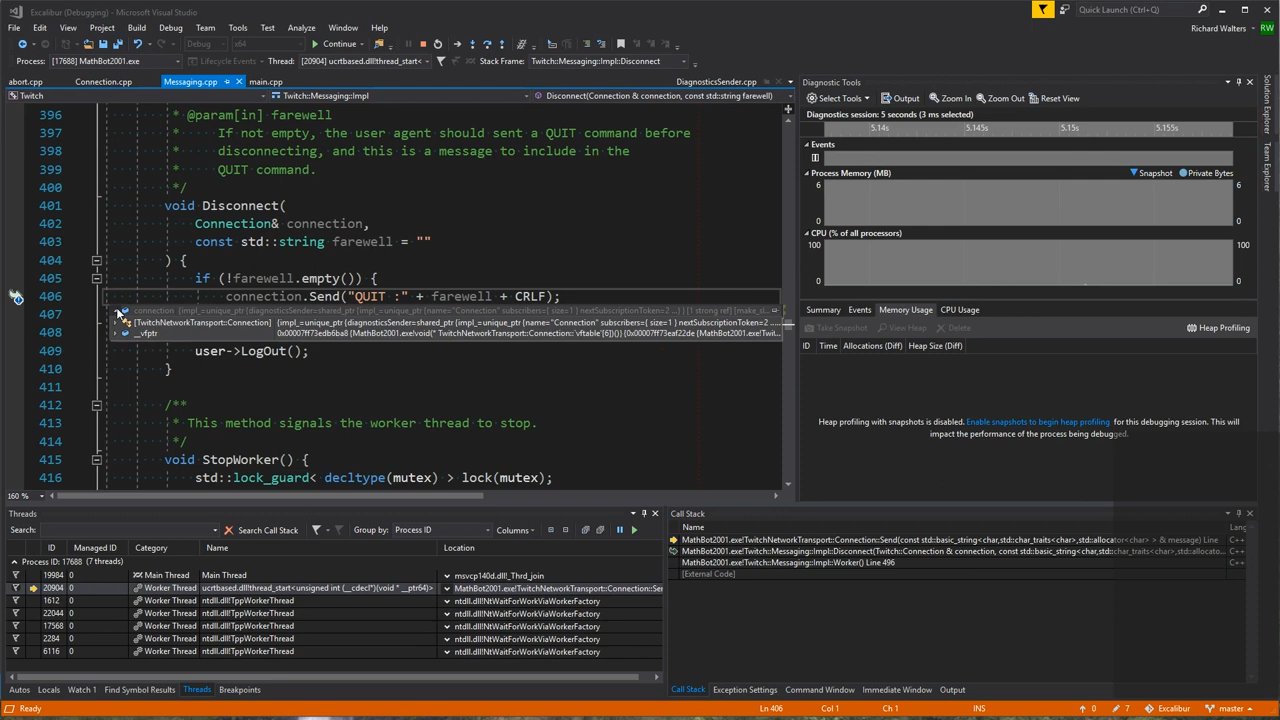 Excalibur (Debugging) - Microsoft Visual Studio
Quick Launch (Ctrl+Q)
File Edit View Project Build Debug Team Tools Test Analyze Window Help
Richard Walters RW
Debug x64 Continue
Process: [17688] MathBot2001.exe Lifecycle Events Thread: [20904] ucrtbased.dll!thread_start< Stack Frame: Twitch::Messaging::Impl::Disconnect
abort.cpp Connection.cpp Messaging.cpp main.cpp DiagnosticsSender.cpp
Twitch Twitch::Messaging::Impl Disconnect(Connection & connection, const std::string farewell)
396 * @param[in] farewell
397 * If not empty, the user agent should sent a QUIT command before
398 * disconnecting, and this is a message to include in the
399 * QUIT command.
400 */
401 void Disconnect(
402 Connection& connection,
403 const std::string farewell = ""
404 ) {
405 if (!farewell.empty()) {
406 connection.Send("QUIT :" + farewell + CRLF);
407
connection {impl_=unique_ptr {diagnosticsSender=shared_ptr {impl_=unique_ptr {name="Connection" subscribers={ size=1 } nextSubscriptionToken=2 ...} } [1 strong ref] [make_s
[TwitchNetworkTransport::Connection] {impl_=unique_ptr {diagnosticsSender=shared_ptr {impl_=unique_ptr {name="Connection" subscribers={ size=1 } nextSubscriptionToken=2 ...
408
__vfptr 0x00007ff73edb6ba8 {MathBot2001.exe!void(* TwitchNetworkTransport::Connection::`vftable'[6])()} {0x00007ff73eaf22de {MathBot2001.exe!Twit
409 user->LogOut();
410 }
411
412 /**
413 * This method signals the worker thread to stop.
414 */
415 void StopWorker() {
416 std::lock_guard< decltype(mutex) > lock(mutex);
160 %
Diagnostic Tools
Select Tools Output Zoom In Zoom Out Reset View
Diagnostics session: 5 seconds (3 ms selected)
5.14s 5.145s 5.15s 5.155s
Events
Process Memory (MB) Snapshot Private Bytes
6 6
0 0
CPU (% of all processors)
100 100
0 0
Summary Events Memory Usage CPU Usage
Take Snapshot View Heap Delete Heap Profiling
ID Time Allocations (Diff) Heap Size (Diff)
Heap profiling with snapshots is disabled. Enable snapshots to begin heap profiling for this debugging session. This will
impact the performance of the process being debugged.
Solution Explorer
Team Explorer
Threads
Search: Search Call Stack Group by: Process ID Columns
ID Managed ID Category Name Location
Process ID: 17688 (7 threads)
19984 0 Main Thread Main Thread msvcp140d.dll!_Thrd_join
20904 0 Worker Thread ucrtbased.dll!thread_start<unsigned int (__cdecl*)(void * __ptr64) MathBot2001.exe!TwitchNetworkTransport::Connection::Se
1612 0 Worker Thread ntdll.dll!TppWorkerThread ntdll.dll!NtWaitForWorkViaWorkerFactory
22044 0 Worker Thread ntdll.dll!TppWorkerThread ntdll.dll!NtWaitForWorkViaWorkerFactory
17568 0 Worker Thread ntdll.dll!TppWorkerThread ntdll.dll!NtWaitForWorkViaWorkerFactory
2284 0 Worker Thread ntdll.dll!TppWorkerThread ntdll.dll!NtWaitForWorkViaWorkerFactory
6116 0 Worker Thread ntdll.dll!TppWorkerThread ntdll.dll!NtWaitForWorkViaWorkerFactory
Autos Locals Watch 1 Find Symbol Results Threads Breakpoints
Call Stack
Name Lang
MathBot2001.exe!TwitchNetworkTransport::Connection::Send(const std::basic_string<char,std::char_traits<char>,std::allocator<char> > & message) Line C++
MathBot2001.exe!Twitch::Messaging::Impl::Disconnect(Twitch::Connection & connection, const std::basic_string<char,std::char_traits<char>,std::allocato C++
MathBot2001.exe!Twitch::Messaging::Impl::Worker() Line 496 C++
[External Code]
Call Stack Exception Settings Command Window Immediate Window Output
Ready Ln 406 Col 1 Ch 1 INS 0 7 Excalibur master